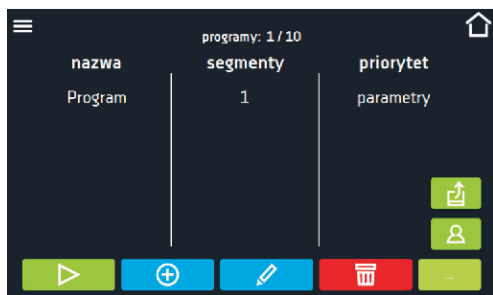 programy: 1/10
nazwa segmenty priorytet
Program 1 parametry
...